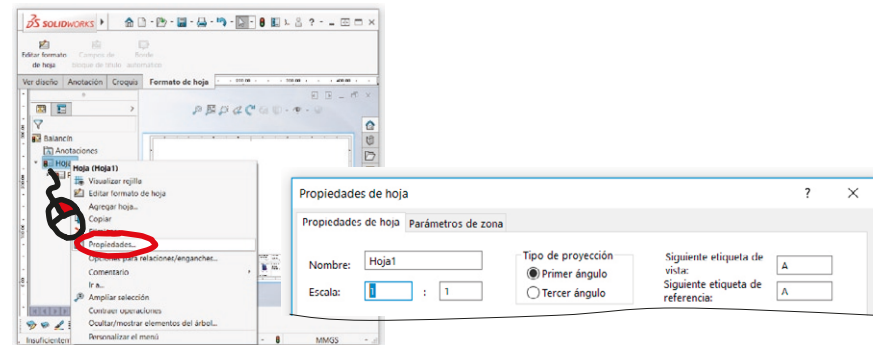 SOLIDWORKS
Editar formato de hoja
Campos de bloque de título
Borde automático
Ver diseño Anotación Croquis Formato de hoja
Balancín
Anotaciones
Hoja (Hoja1)
Visualizar rejilla
Editar formato de hoja
Agregar hoja...
Copiar
Propiedades...
Opciones para relaciones/enganches...
Comentario
Ir a...
Ampliar selección
Contraer operaciones
Ocultar/mostrar elementos del árbol...
Personalizar el menú
MMGS
Propiedades de hoja ? X
Propiedades de hoja Parámetros de zona
Nombre: Hoja1
Escala: 1 : 1
Tipo de proyección
Primer ángulo
Tercer ángulo
Siguiente etiqueta de vista: A
Siguiente etiqueta de referencia: A